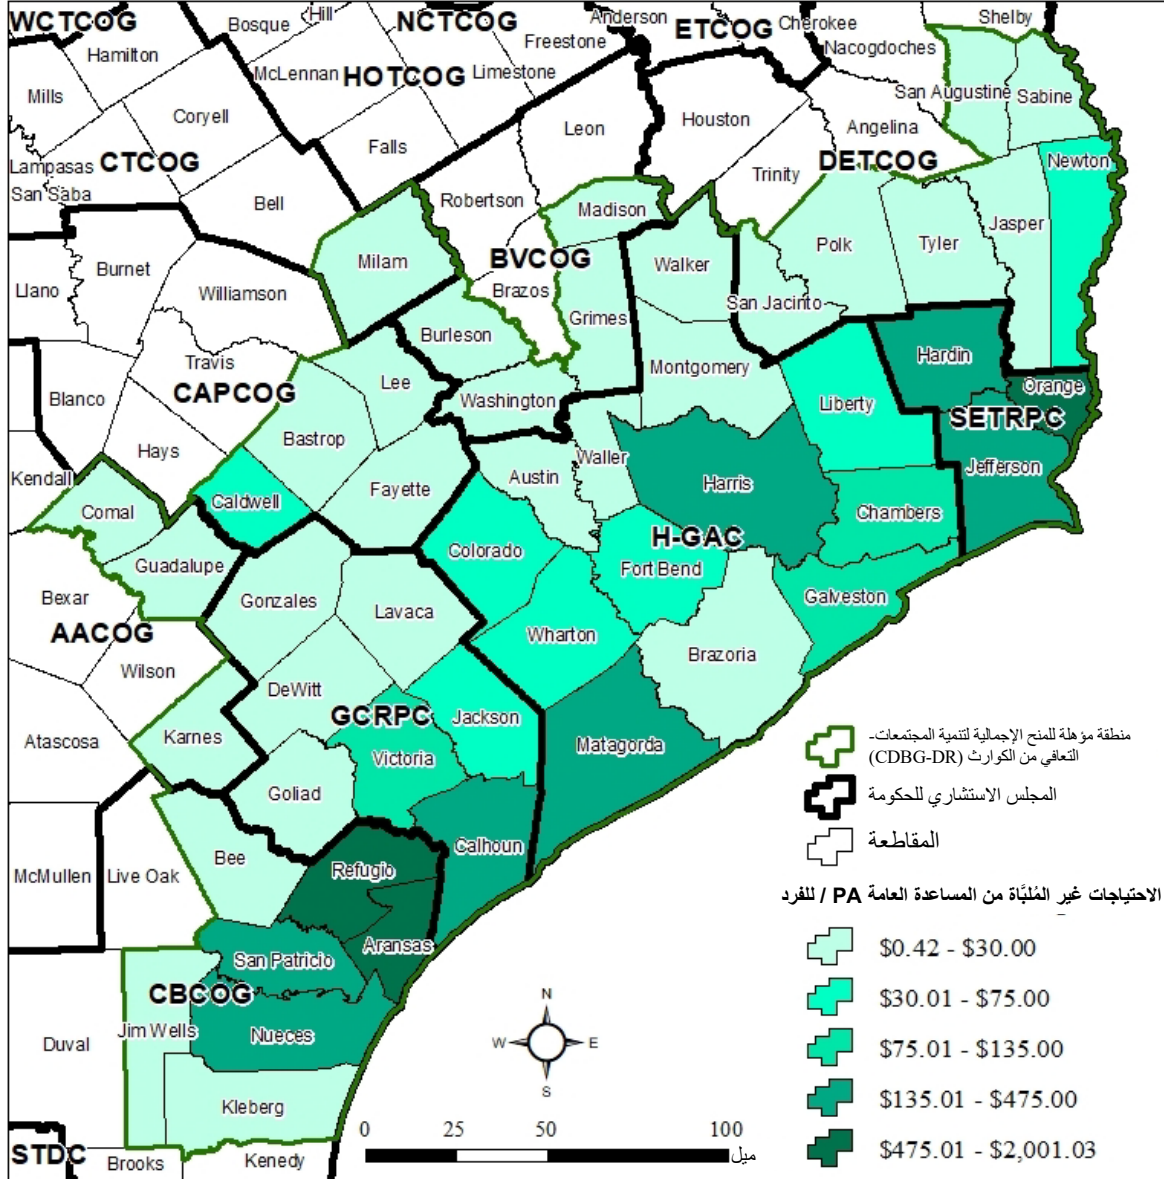 WCTCOG
Bosque
Hill
NCTCOG
Anderson
ETCOG
Cherokee
Shelby
Hamilton
Freestone
Nacogdoches
McLennan
HOTCOG
Limestone
Mills
San Augustine
Sabine
Coryell
Leon
Houston
Angelina
Falls
Lampasas
CTCOG
DETCOG
Newton
San Saba
Trinity
Bell
Robertson
Madison
Jasper
Polk
Tyler
Milam
BVCOG
Walker
Burnet
Llano
Williamson
Brazos
San Jacinto
Grimes
Burleson
Hardin
Travis
Montgomery
Lee
Orange
CAPCOG
Blanco
Washington
Liberty
SETRPC
Bastrop
Hays
Waller
Jefferson
Kendall
Austin
Harris
Fayette
Caldwell
Comal
Chambers
H-GAC
Colorado
Guadalupe
Fort Bend
Bexar
Gonzales
Lavaca
Galveston
AACOG
Wharton
Brazoria
Wilson
DeWitt
GCRPC
Jackson
Karnes
Atascosa
Matagorda
Victoria
Goliad
Calhoun
Bee
Refugio
McMullen
Live Oak
Aransas
San Patricio
CBCOG
Jim Wells
Nueces
Duval
Kleberg
STDC
Brooks
Kenedy
منطقة مؤهلة للمنح الإجمالية لتنمية المجتمعات-
التعافي من الكوارث (CDBG-DR)
المجلس الاستشاري للحكومة
المقاطعة
الاحتياجات غير المُلبَّاة من المساعدة العامة PA / للفرد
$0.42 - $30.00
$30.01 - $75.00
$75.01 - $135.00
$135.01 - $475.00
$475.01 - $2,001.03
N
W
E
S
0 25 50 100
ميل